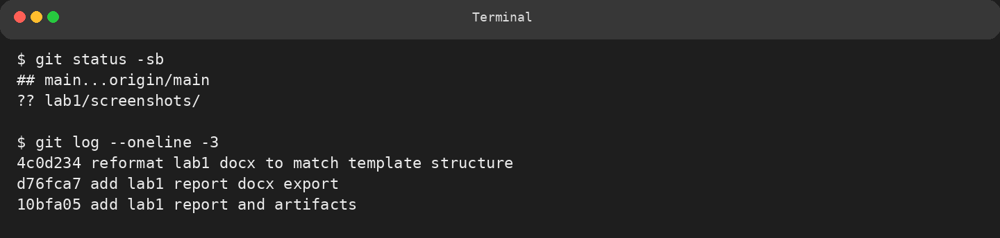 Terminal
$ git status -sb
## main...origin/main
?? lab1/screenshots/
$ git log --oneline -3
4c0d234 reformat lab1 docx to match template structure
d76fca7 add lab1 report docx export
10bfa05 add lab1 report and artifacts